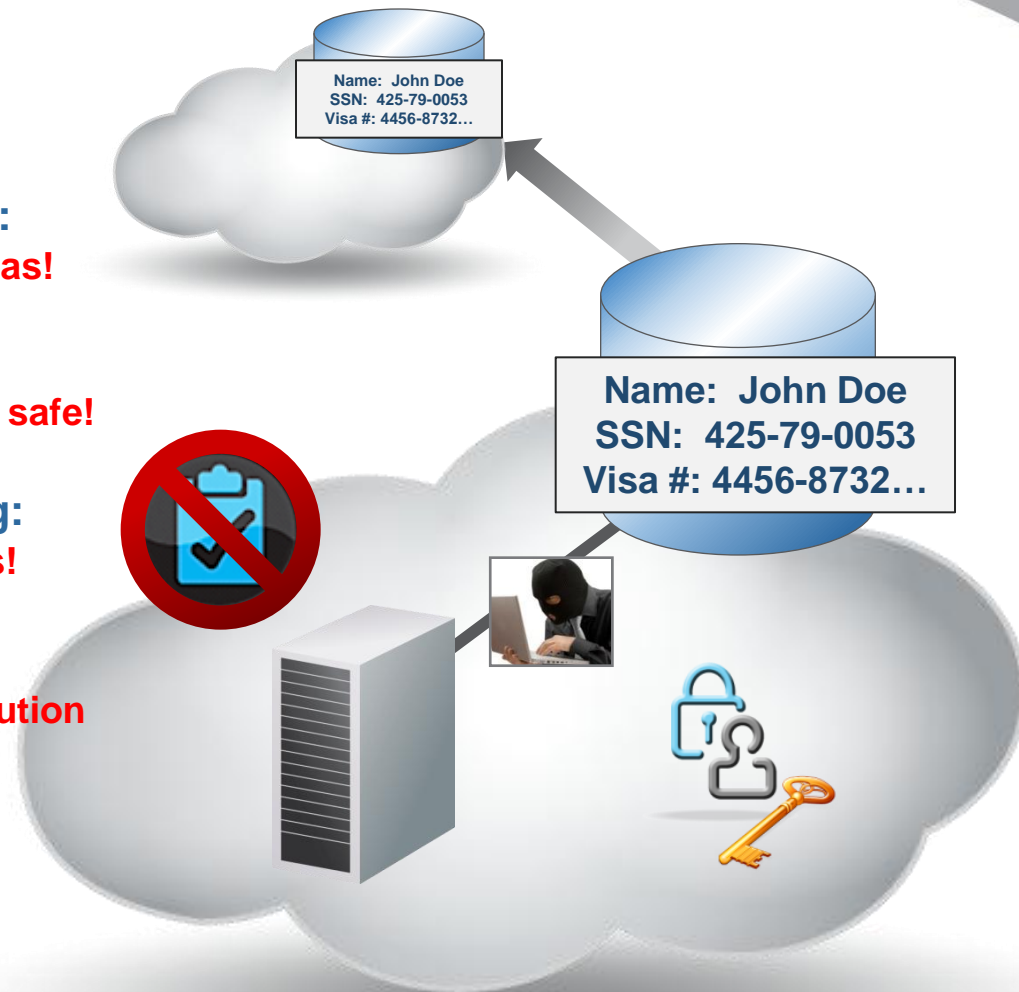 Name: John Doe
SSN: 425-79-0053
Visa #: 4456-8732…
:
as!
Name: John Doe
SSN: 425-79-0053
Visa #: 4456-8732…
safe!
g:
s!
ution